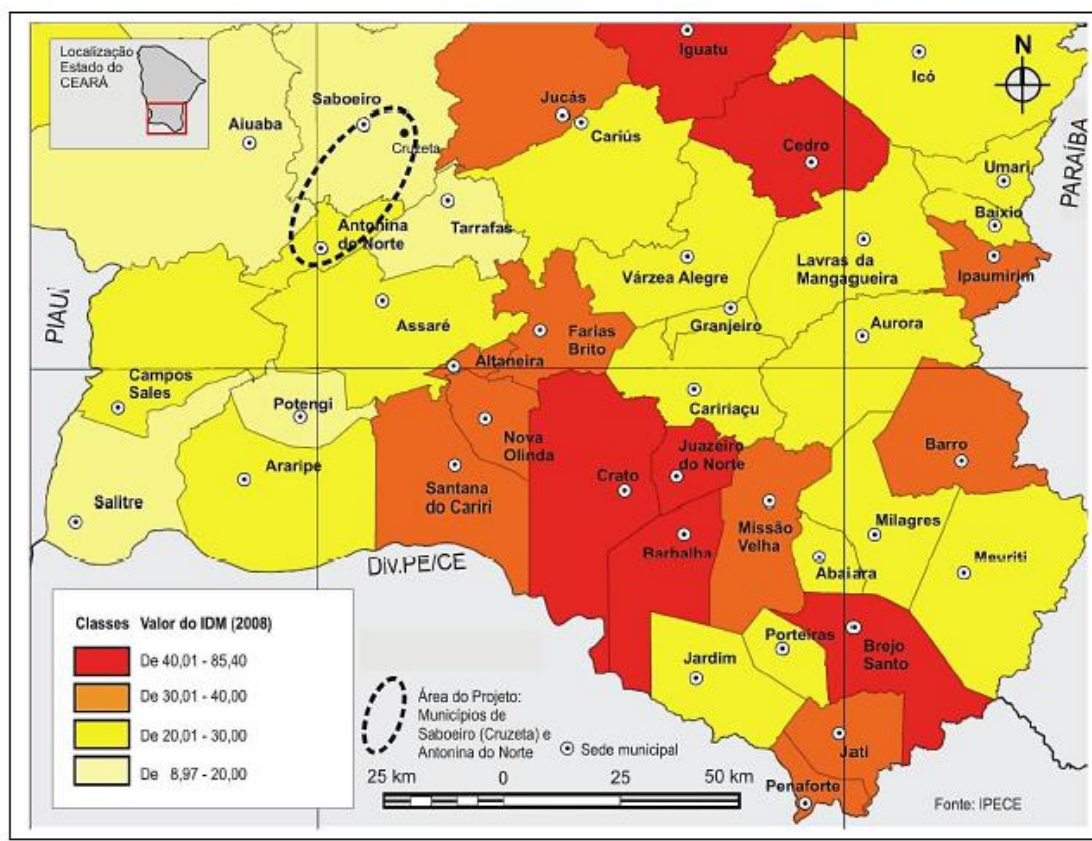 Localização
Estado do
CEARÁ
Iguatu
N
Icó
Jucás
Saboeiro
Cariús
Aiuaba
Cruzeta
Cedro
PARAÍBA
Umari
Baixio
Antonina
do Norte
Tarrafas
Várzea Alegre
Lavras da
Mangagueira
Ipaumirim
PIAUÍ
Assaré
Granjeiro
Aurora
Farias
Brito
Altaneira
Campos
Sales
Potengi
Caririaçu
Nova
Olinda
Juazeiro
do Norte
Barro
Araripe
Crato
Santana
do Cariri
Salitre
Missão
Velha
Milagres
Barbalha
Abaiara
Meuriti
Div.PE/CE
Porteiras
Brejo
Santo
Jardim
Jati
Penaforte
Classes Valor do IDM (2008)
De 40,01 - 85,40
De 30,01 - 40,00
De 20,01 - 30,00
De 8,97 - 20,00
Área do Projeto:
Municípios de
Saboeiro (Cruzeta) e
Antonina do Norte
Sede municipal
25 km 0 25 50 km
Fonte: IPECE